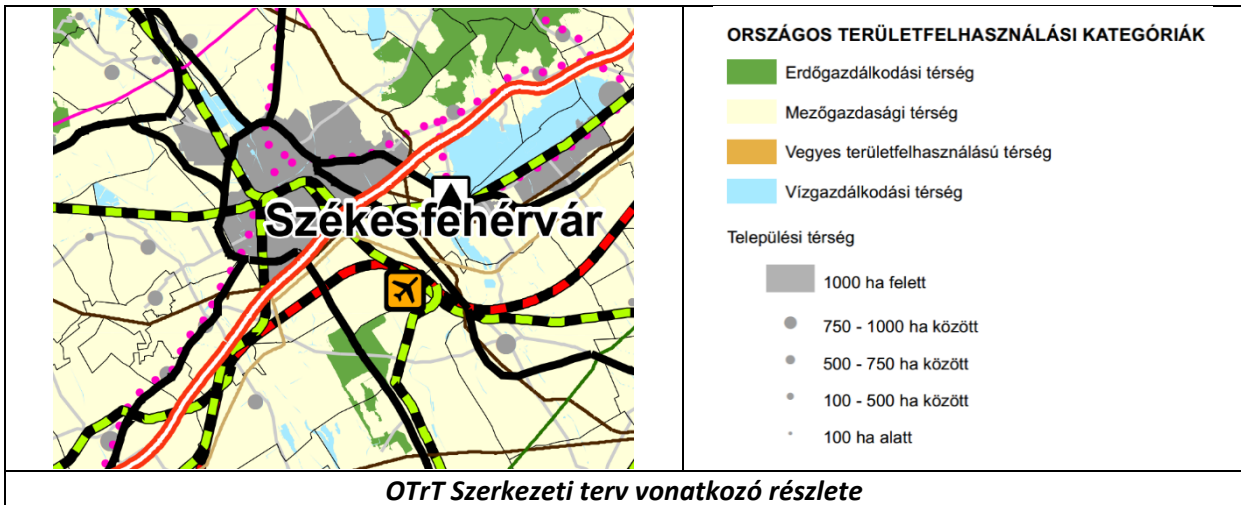 Székesfehérvár
ORSZÁGOS TERÜLETFELHASZNÁLÁSI KATEGÓRIÁK
Erdőgazdálkodási térség
Mezőgazdasági térség
Vegyes területfelhasználású térség
Vízgazdálkodási térség
Települési térség
1000 ha felett
750 - 1000 ha között
500 - 750 ha között
100 - 500 ha között
100 ha alatt
OTrT Szerkezeti terv vonatkozó részlete